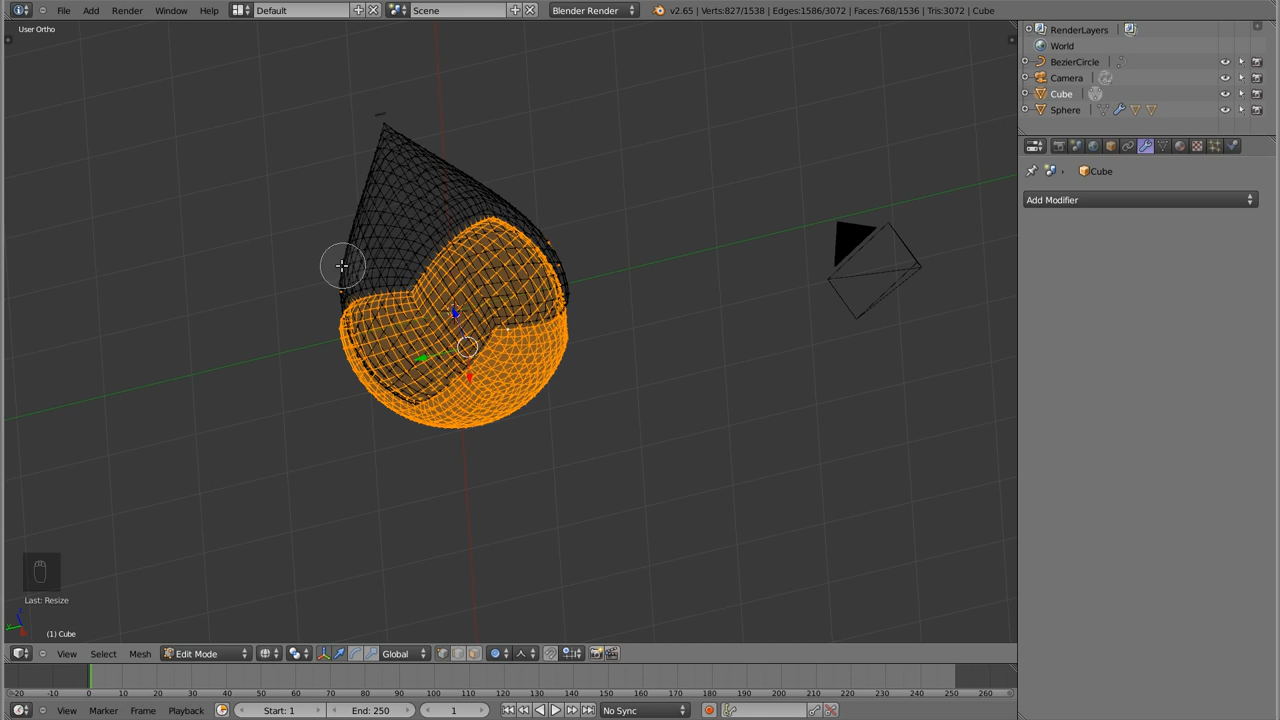 File Add Render Window Help Default Scene Blender Render v2.65 | Verts:827/1538 | Edges:1586/3072 | Faces:768/1536 | Tris:3072 | Cube
User Ortho
RenderLayers
World
BezierCircle
Camera
Cube
Sphere
Cube
Add Modifier
Last: Resize
(1) Cube
View Select Mesh Edit Mode Global
-20 -10 0 10 20 30 40 50 60 70 80 90 100 110 120 130 140 150 160 170 180 190 200 210 220 230 240 250 260
View Marker Frame Playback Start: 1 End: 250 1 No Sync